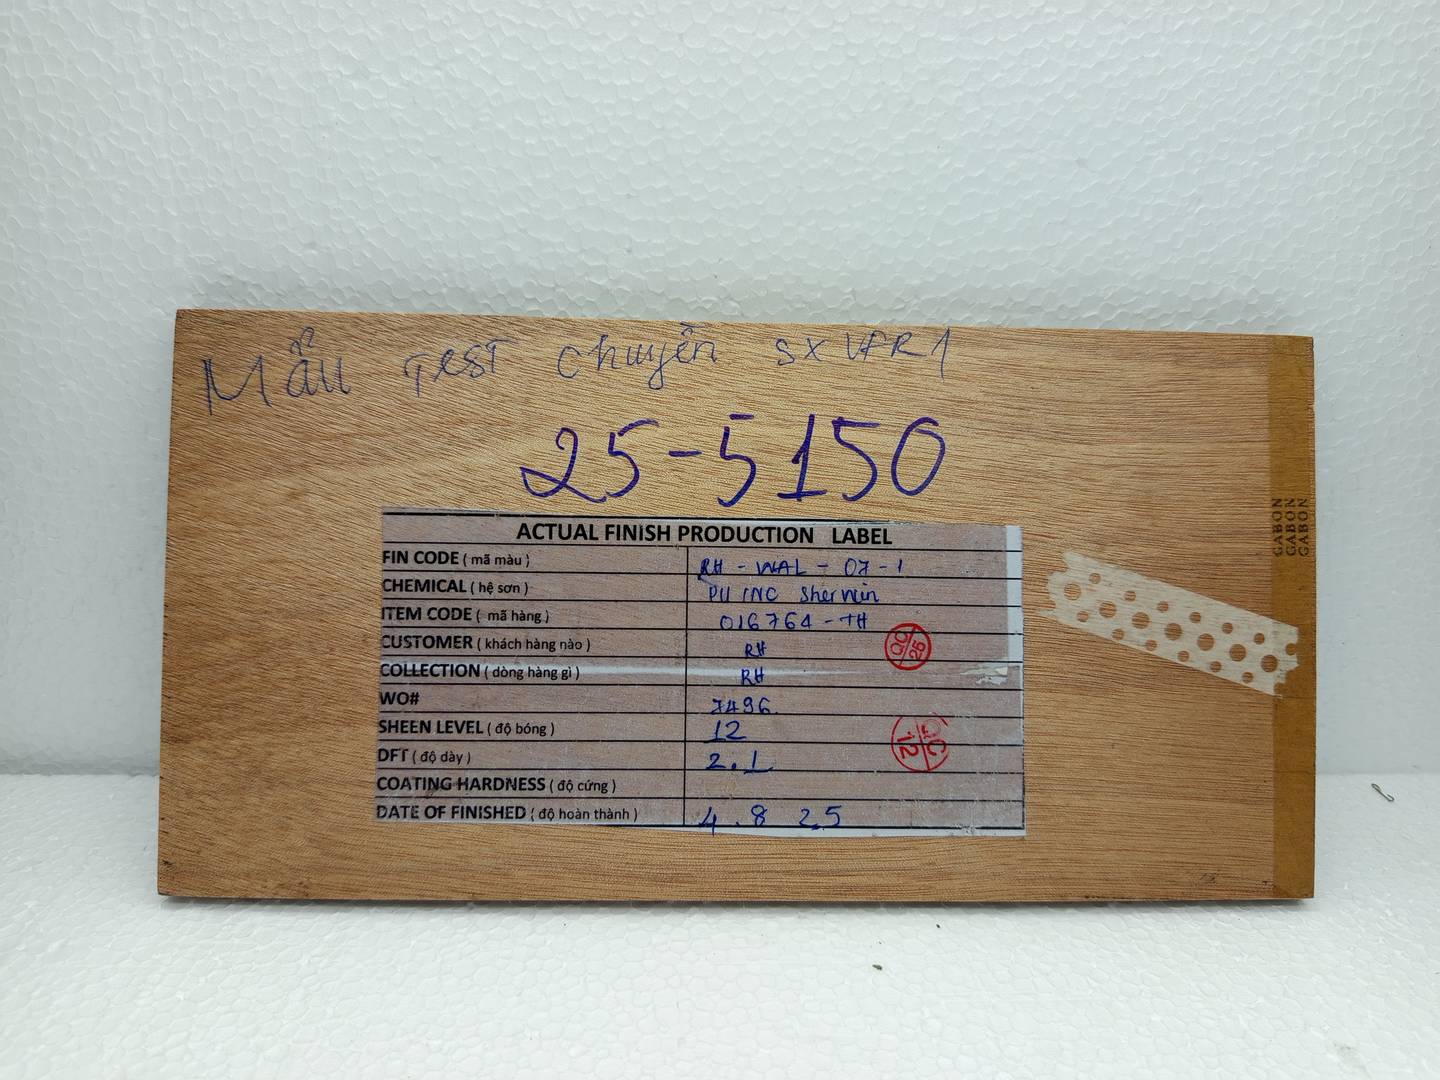 Mẫu Test chuyền SX VFR1
25-5150
ACTUAL FINISH PRODUCTION LABEL
FIN CODE ( mã màu ) RH - WAL - 07 - 1
CHEMICAL ( hệ sơn ) PU INC Sherwin
ITEM CODE ( mã hàng ) 016764 - TH
CUSTOMER ( khách hàng nào ) RH
COLLECTION ( dòng hàng gì ) RH
WO# 7496
SHEEN LEVEL ( độ bóng ) 12
DFT ( độ dày ) 2.1
COATING HARDNESS ( độ cứng )
DATE OF FINISHED ( độ hoàn thành ) 4 . 8 25
QC 25
QC 12
GABON
GABON
GABON